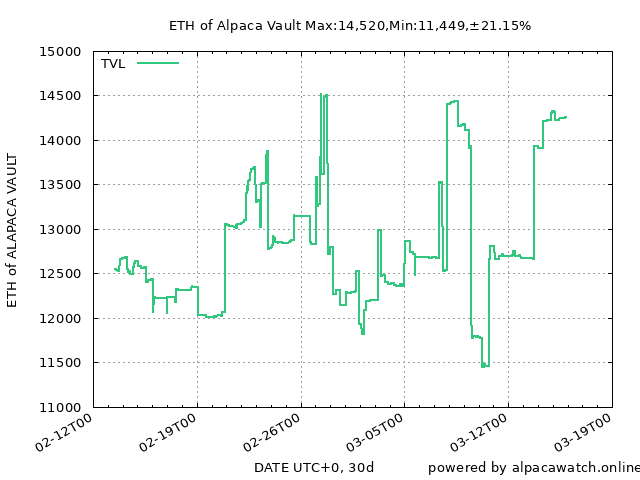 ETH of Alpaca Vault Max:14,520,Min:11,449,±21.15%
15000
TVL
14500
14000
13500
13000
12500
12000
11500
11000
ETH of ALAPACA VAULT
02-12T00
02-19T00
02-26T00
03-05T00
03-12T00
03-19T00
DATE UTC+0, 30d
powered by alpacawatch.online